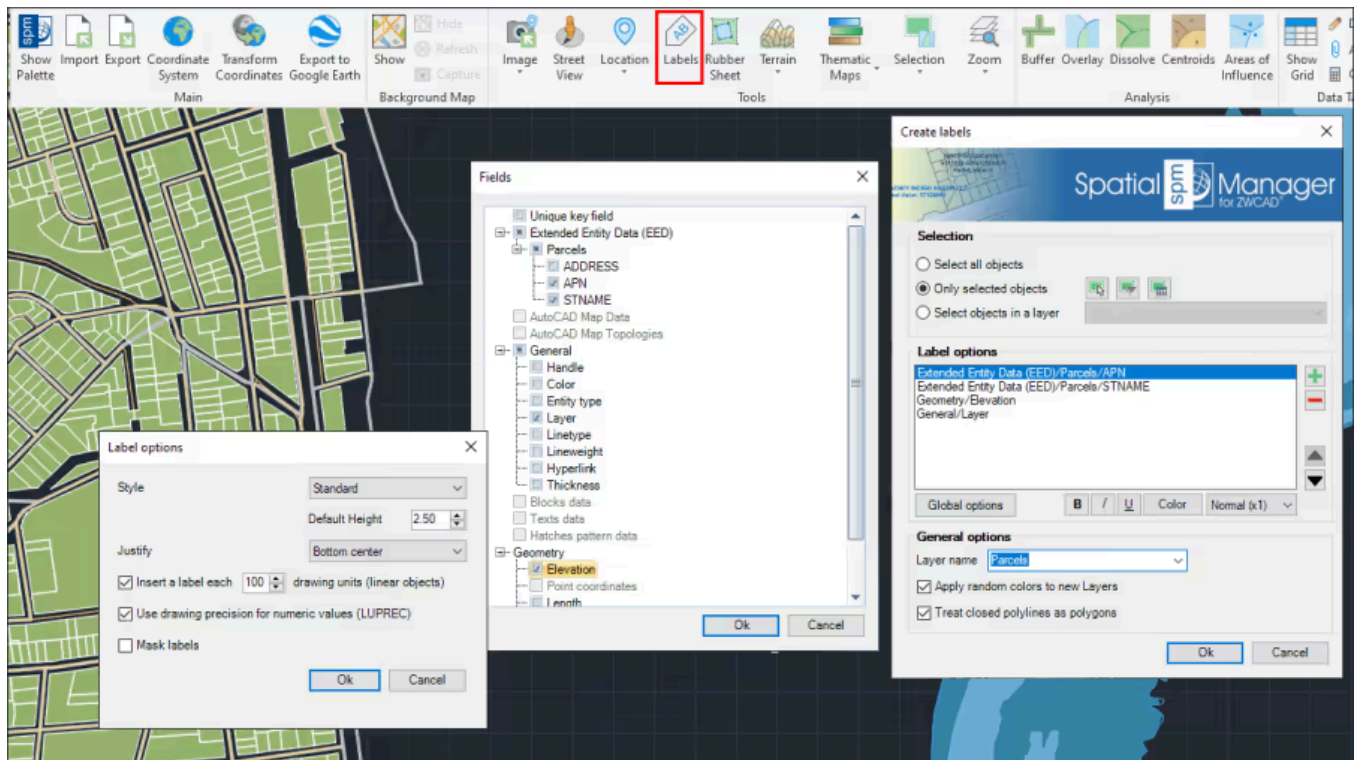 spm
Show Palette
Import
Export
Coordinate System
Transform Coordinates
Export to Google Earth
Main
Show
Hide
Refresh
Capture
Background Map
Image
Street View
Location
Labels
Rubber Sheet
Terrain
Thematic Maps
Selection
Zoom
Tools
Buffer
Overlay
Dissolve
Centroids
Areas of Influence
Analysis
Show Grid
Data T
Create labels
Spatial spm Manager
for ZWCAD
Selection
Select all objects
Only selected objects
Select objects in a layer
Label options
Extended Entity Data (EED)/Parcels/APN
Extended Entity Data (EED)/Parcels/STNAME
Geometry/Elevation
General/Layer
Global options
B I U Color Normal (x1)
General options
Layer name Parcels
Apply random colors to new Layers
Treat closed polylines as polygons
Ok Cancel
Fields
Unique key field
Extended Entity Data (EED)
Parcels
ADDRESS
APN
STNAME
AutoCAD Map Data
AutoCAD Map Topologies
General
Handle
Color
Entity type
Layer
Linetype
Lineweight
Hyperlink
Thickness
Blocks data
Texts data
Hatches pattern data
Geometry
Elevation
Point coordinates
Length
Ok Cancel
Label options
Style Standard
Default Height 2.50
Justify Bottom center
Insert a label each 100 drawing units (linear objects)
Use drawing precision for numeric values (LUPREC)
Mask labels
Ok Cancel